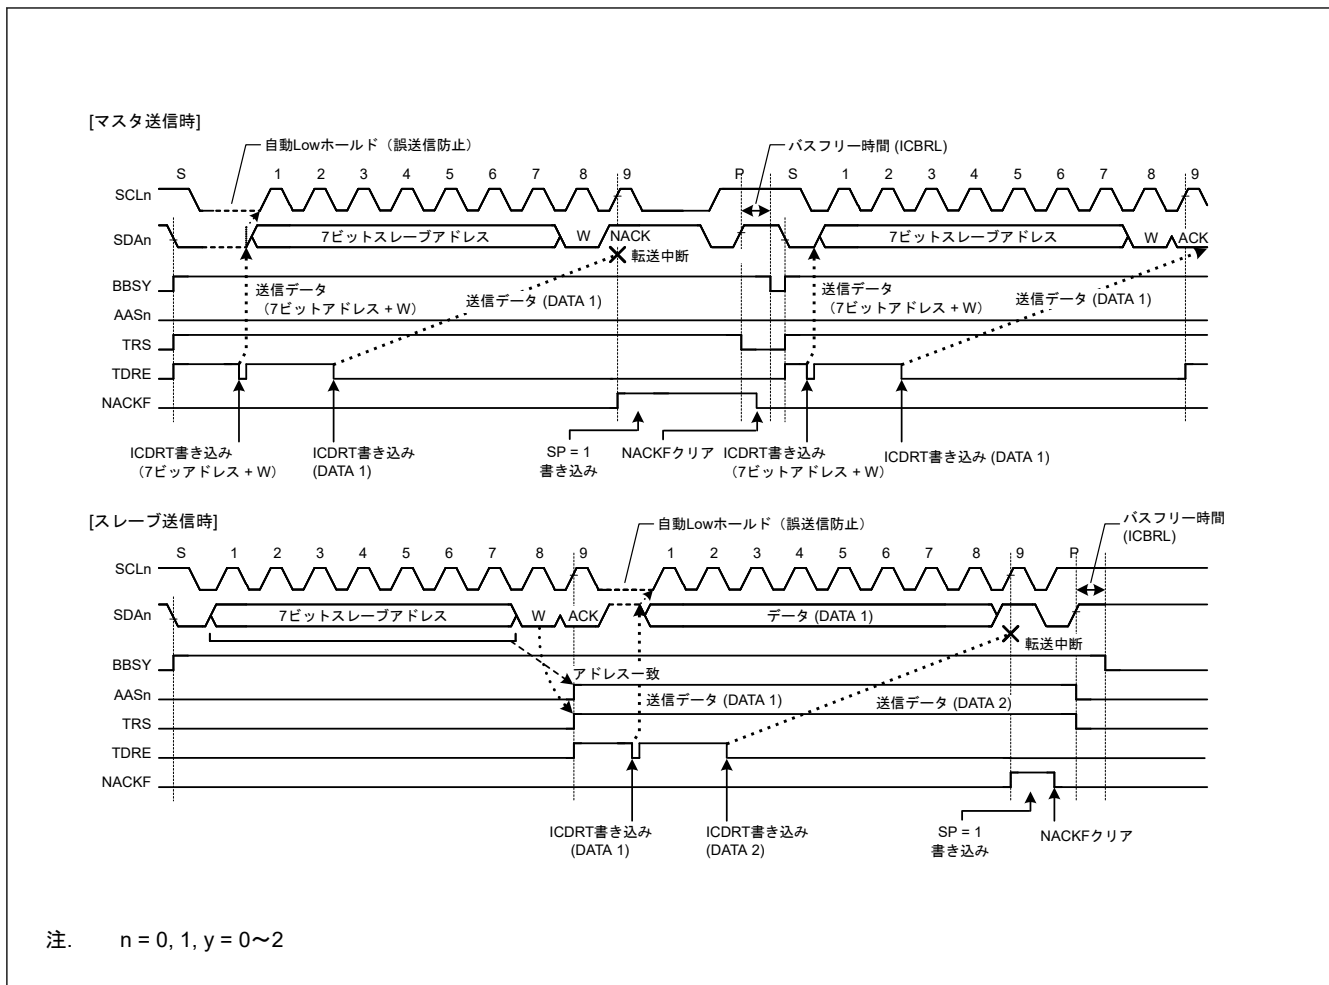 [マスタ送信時]
自動Lowホールド（誤送信防止）
バスフリー時間 (ICBRL)
S 1 2 3 4 5 6 7 8 9 P S 1 2 3 4 5 6 7 8 9
SCLn
SDAn 7ビットスレーブアドレス W NACK 7ビットスレーブアドレス W ACK
転送中断
BBSY
送信データ
（7ビットアドレス + W）
送信データ (DATA 1)
送信データ
（7ビットアドレス + W）
送信データ (DATA 1)
AASn
TRS
TDRE
NACKF
ICDRT書き込み
（7ビッアドレス + W）
ICDRT書き込み
(DATA 1)
SP = 1
書き込み
NACKFクリア
ICDRT書き込み
（7ビットアドレス + W）
ICDRT書き込み (DATA 1)
[スレーブ送信時]
自動Lowホールド（誤送信防止）
バスフリー時間
(ICBRL)
S 1 2 3 4 5 6 7 8 9 1 2 3 4 5 6 7 8 9 P
SCLn
SDAn 7ビットスレーブアドレス W ACK データ (DATA 1)
転送中断
BBSY
アドレス一致
AASn
送信データ (DATA 1)
送信データ (DATA 2)
TRS
TDRE
NACKF
ICDRT書き込み
(DATA 1)
ICDRT書き込み
(DATA 2)
SP = 1
書き込み
NACKFクリア
注. n = 0, 1, y = 0～2